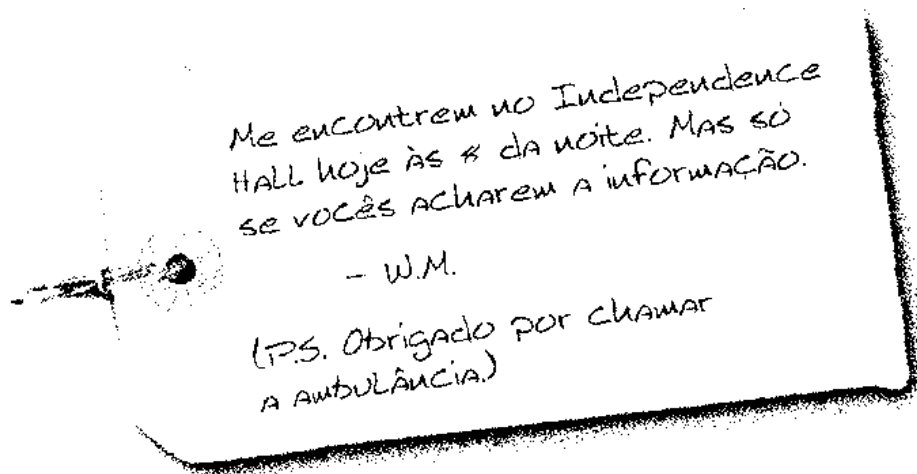 Me encontrem no Independence
Hall hoje às 8 da noite. Mas só
se vocês acharem a informação.
– W.M.
(P.S. Obrigado por chamar
a ambulância.)